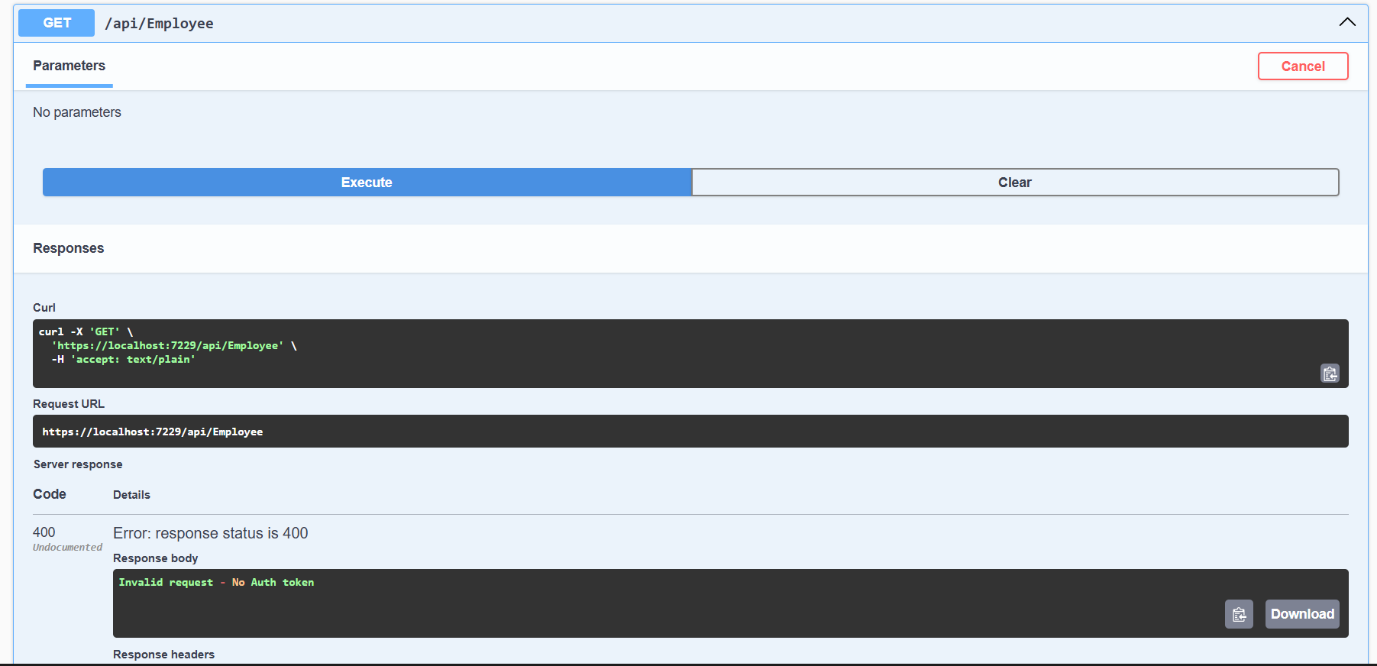 GET /api/Employee
Parameters
Cancel
No parameters
Execute
Clear
Responses
Curl
curl -X 'GET' \
'https://localhost:7229/api/Employee' \
-H 'accept: text/plain'
Request URL
https://localhost:7229/api/Employee
Server response
Code Details
400 Error: response status is 400
Undocumented
Response body
Invalid request - No Auth token
Download
Response headers